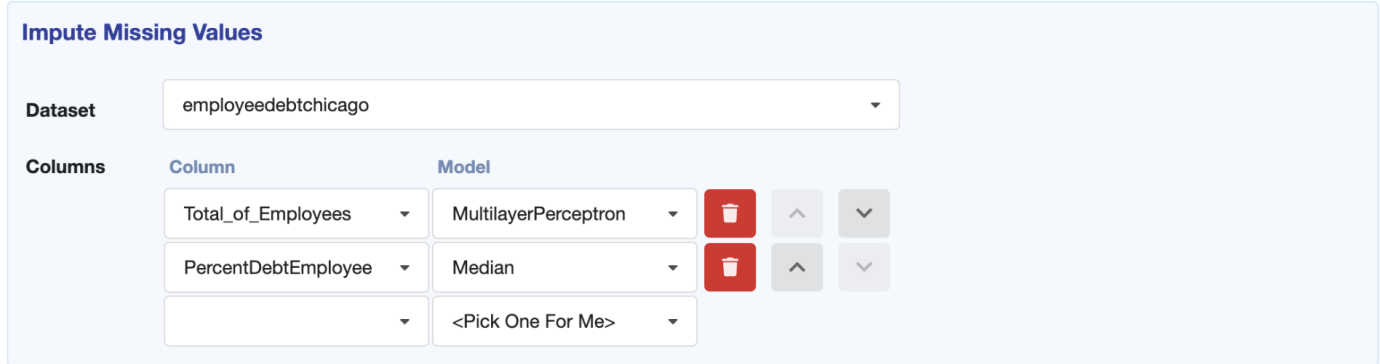 Impute Missing Values
Dataset employeedebtchicago
Columns Column Model
Total_of_Employees MultilayerPerceptron
PercentDebtEmployee Median
<Pick One For Me>